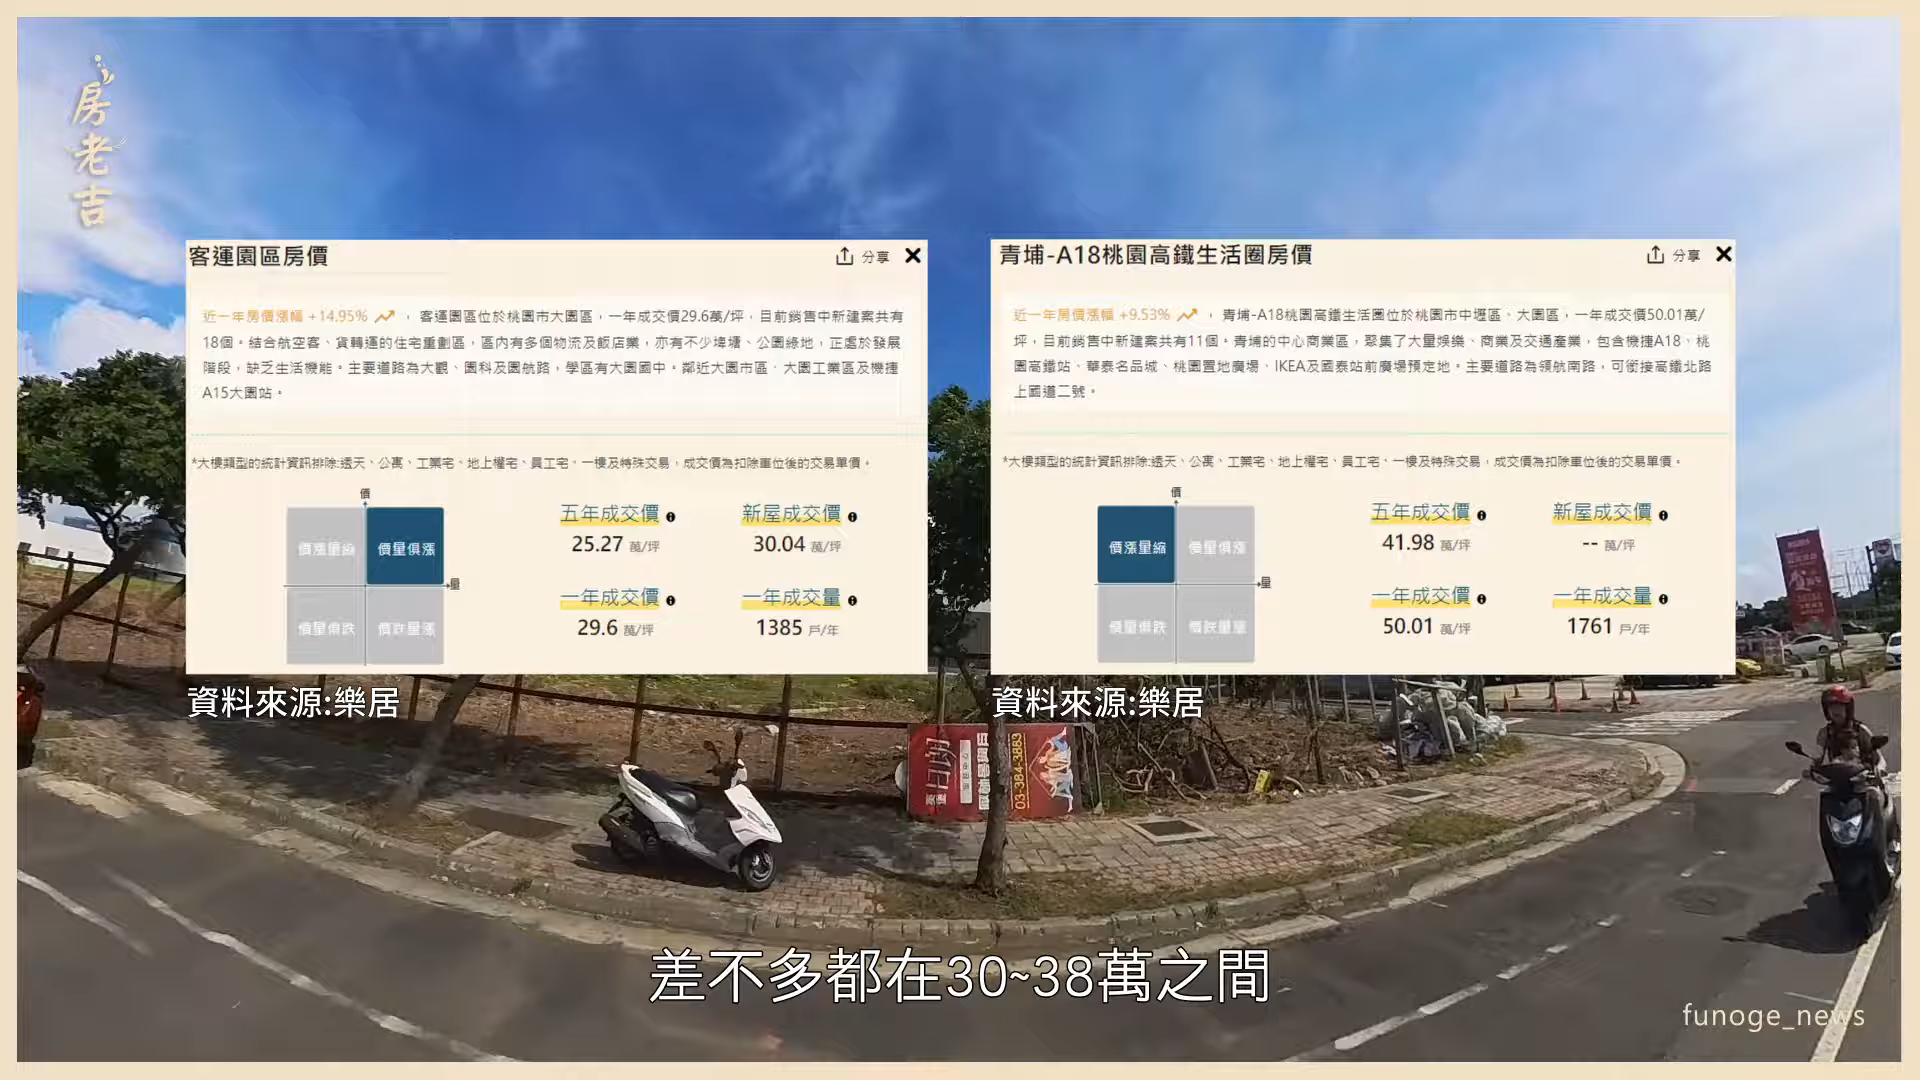 房老吉
客運園區房價
分享
近一年房價漲幅 +14.95% ,客運園區位於桃園市大園區,一年成交價29.6萬/坪,目前銷售中新建案共有
18個。結合航空客、貨轉運的住宅重劃區,區內有多個物流及飯店業,亦有不少埤塘、公園綠地,正處於發展
階段,缺乏生活機能。主要道路為大觀、園科及園航路,學區有大園國中。鄰近大園市區、大園工業區及機捷
A15大園站。
*大樓類型的統計資訊排除:透天、公寓、工業宅、地上權宅、員工宅、一樓及特殊交易,成交價為扣除車位後的交易單價。
價
價漲量縮
價量俱漲
量
價量俱跌
價跌量漲
五年成交價
25.27 萬/坪
新屋成交價
30.04 萬/坪
一年成交價
29.6 萬/坪
一年成交量
1385 戶/年
資料來源:樂居
青埔-A18桃園高鐵生活圈房價
分享
近一年房價漲幅 +9.53% ,青埔-A18桃園高鐵生活圈位於桃園市中壢區、大園區,一年成交價50.01萬/
坪,目前銷售中新建案共有11個。青埔的中心商業區,聚集了大量娛樂、商業及交通產業,包含機捷A18、桃
園高鐵站、華泰名品城、桃園置地廣場、IKEA及國泰站前廣場預定地。主要道路為領航南路,可銜接高鐵北路
上國道二號。
*大樓類型的統計資訊排除:透天、公寓、工業宅、地上權宅、員工宅、一樓及特殊交易,成交價為扣除車位後的交易單價。
價
價漲量縮
價量俱漲
量
價量俱跌
價跌量漲
五年成交價
41.98 萬/坪
新屋成交價
-- 萬/坪
一年成交價
50.01 萬/坪
一年成交量
1761 戶/年
資料來源:樂居
03-384-3883
差不多都在30~38萬之間
funoge_news